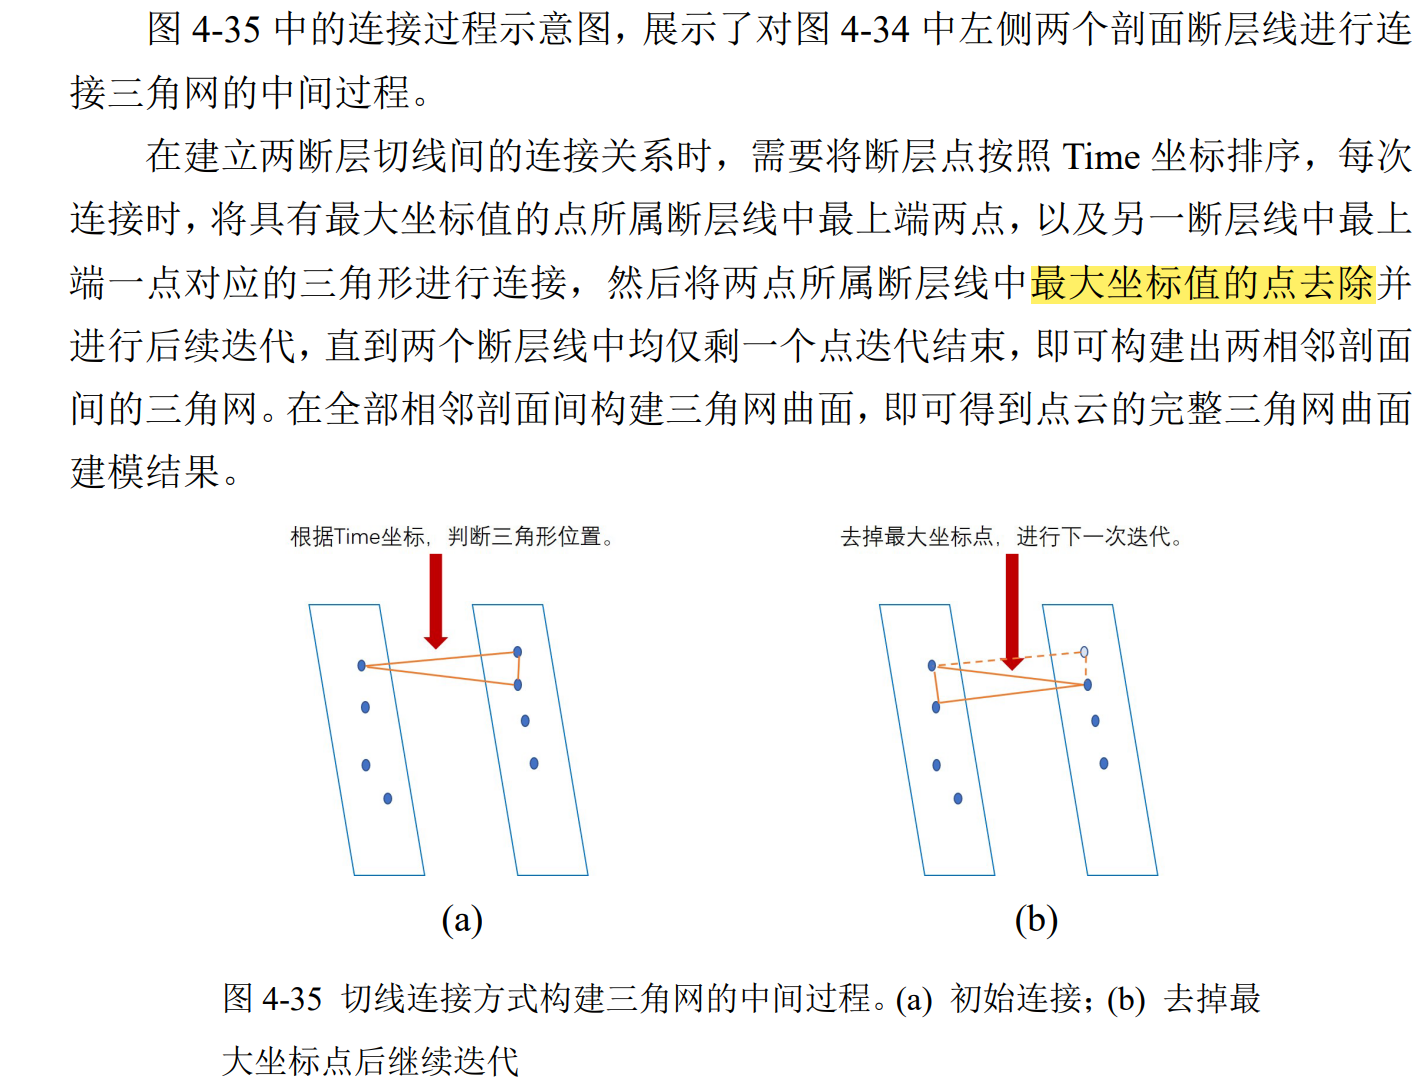 图 4-35 中的连接过程示意图，展示了对图 4-34 中左侧两个剖面断层线进行连
接三角网的中间过程。
在建立两断层切线间的连接关系时，需要将断层点按照 Time 坐标排序，每次
连接时，将具有最大坐标值的点所属断层线中最上端两点，以及另一断层线中最上
端一点对应的三角形进行连接，然后将两点所属断层线中最大坐标值的点去除并
进行后续迭代，直到两个断层线中均仅剩一个点迭代结束，即可构建出两相邻剖面
间的三角网。在全部相邻剖面间构建三角网曲面，即可得到点云的完整三角网曲面
建模结果。
根据Time坐标，判断三角形位置。
去掉最大坐标点，进行下一次迭代。
(a)
(b)
图 4-35 切线连接方式构建三角网的中间过程。(a) 初始连接；(b) 去掉最
大坐标点后继续迭代